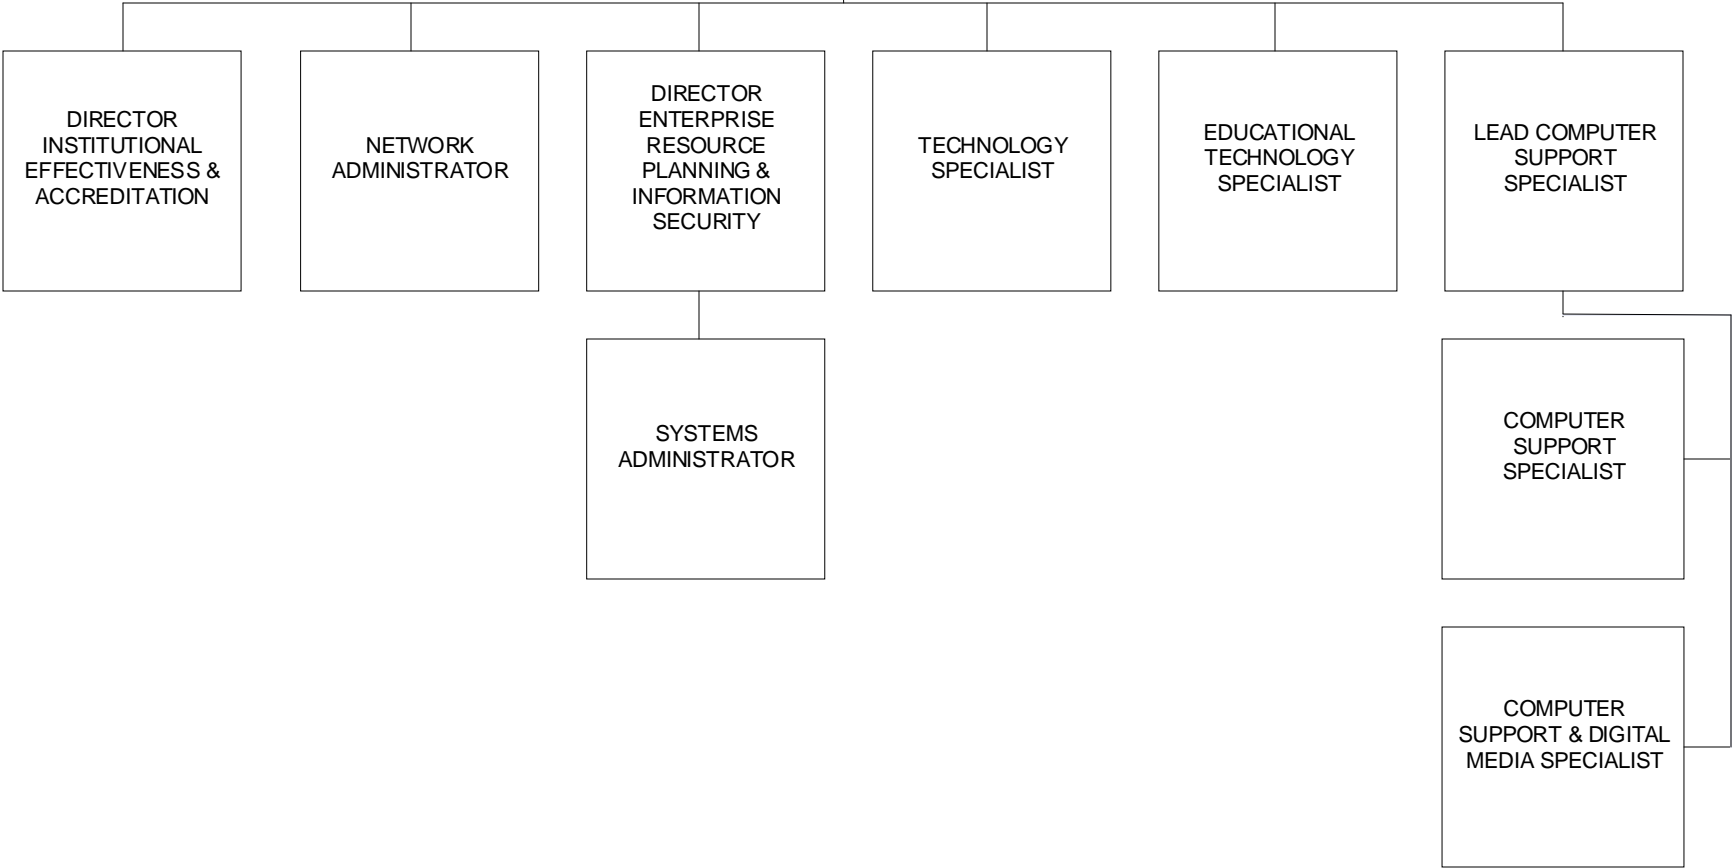 DIRECTOR
INSTITUTIONAL
EFFECTIVENESS &
ACCREDITATION
NETWORK
ADMINISTRATOR
DIRECTOR
ENTERPRISE
RESOURCE
PLANNING &
INFORMATION
SECURITY
TECHNOLOGY
SPECIALIST
EDUCATIONAL
TECHNOLOGY
SPECIALIST
LEAD COMPUTER
SUPPORT
SPECIALIST
SYSTEMS
ADMINISTRATOR
COMPUTER
SUPPORT
SPECIALIST
COMPUTER
SUPPORT & DIGITAL
MEDIA SPECIALIST